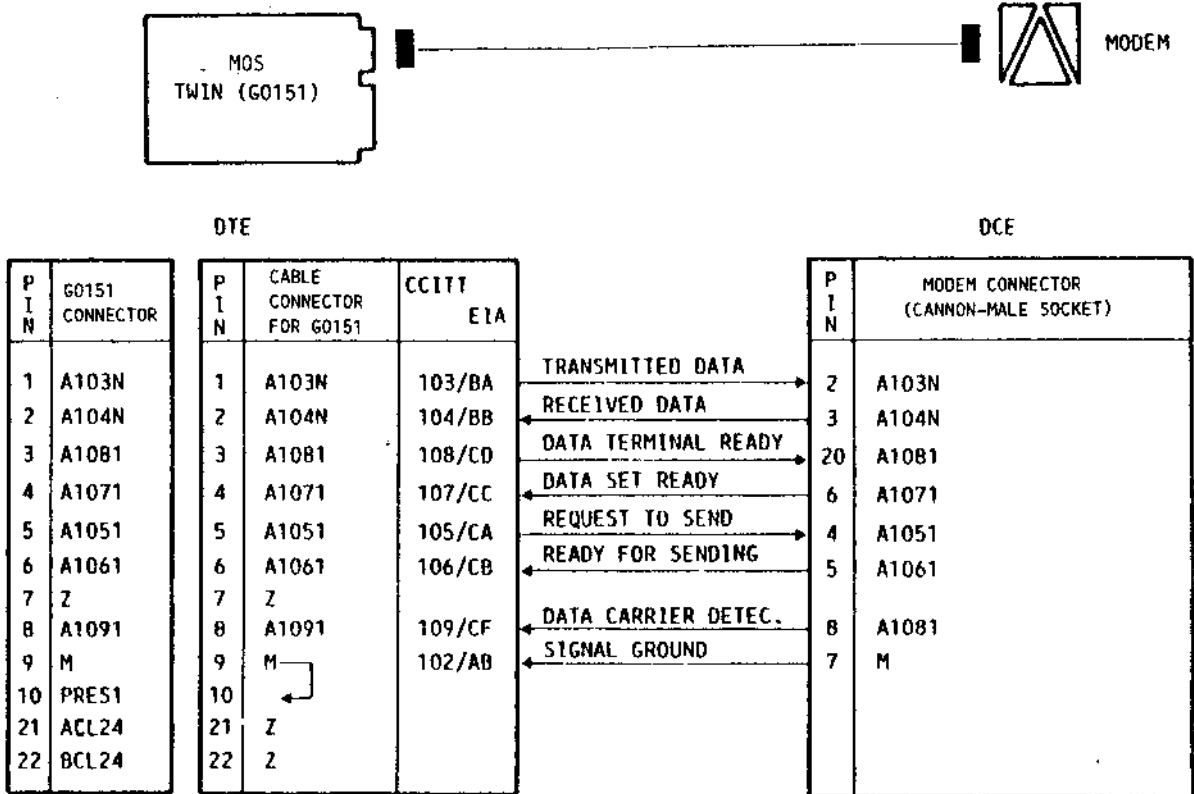 MOS
TWIN (GO151)
MODEM
DTE
DCE
PIN GO151 CONNECTOR
PIN CABLE CONNECTOR FOR GO151 CCITT EIA
PIN MODEM CONNECTOR (CANNON-MALE SOCKET)
1 A103N 1 A103N 103/BA TRANSMITTED DATA 2 A103N
2 A104N 2 A104N 104/BB RECEIVED DATA 3 A104N
3 A1081 3 A1081 108/CD DATA TERMINAL READY 20 A1081
4 A1071 4 A1071 107/CC DATA SET READY 6 A1071
5 A1051 5 A1051 105/CA REQUEST TO SEND 4 A1051
6 A1061 6 A1061 106/CB READY FOR SENDING 5 A1061
7 Z 7 Z
8 A1091 8 A1091 109/CF DATA CARRIER DETEC. 8 A1081
9 M 9 M 102/AB SIGNAL GROUND 7 M
10 PRES1 10
21 ACL24 21 Z
22 BCL24 22 Z